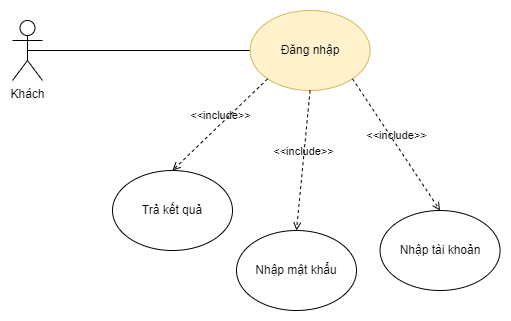 Đăng nhập
Khách
<<include>>
<<include>>
<<include>>
Trả kết quả
Nhập mật khẩu
Nhập tài khoản